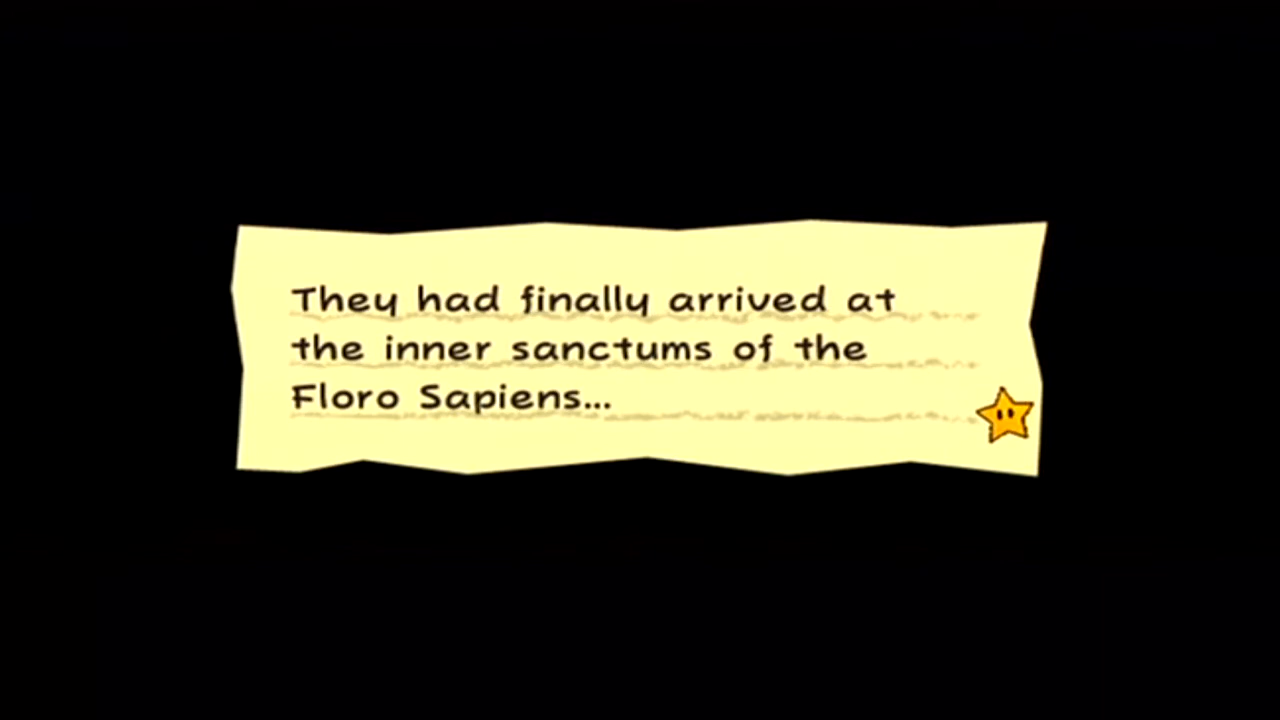 They had finally arrived at
the inner sanctums of the
Floro Sapiens...